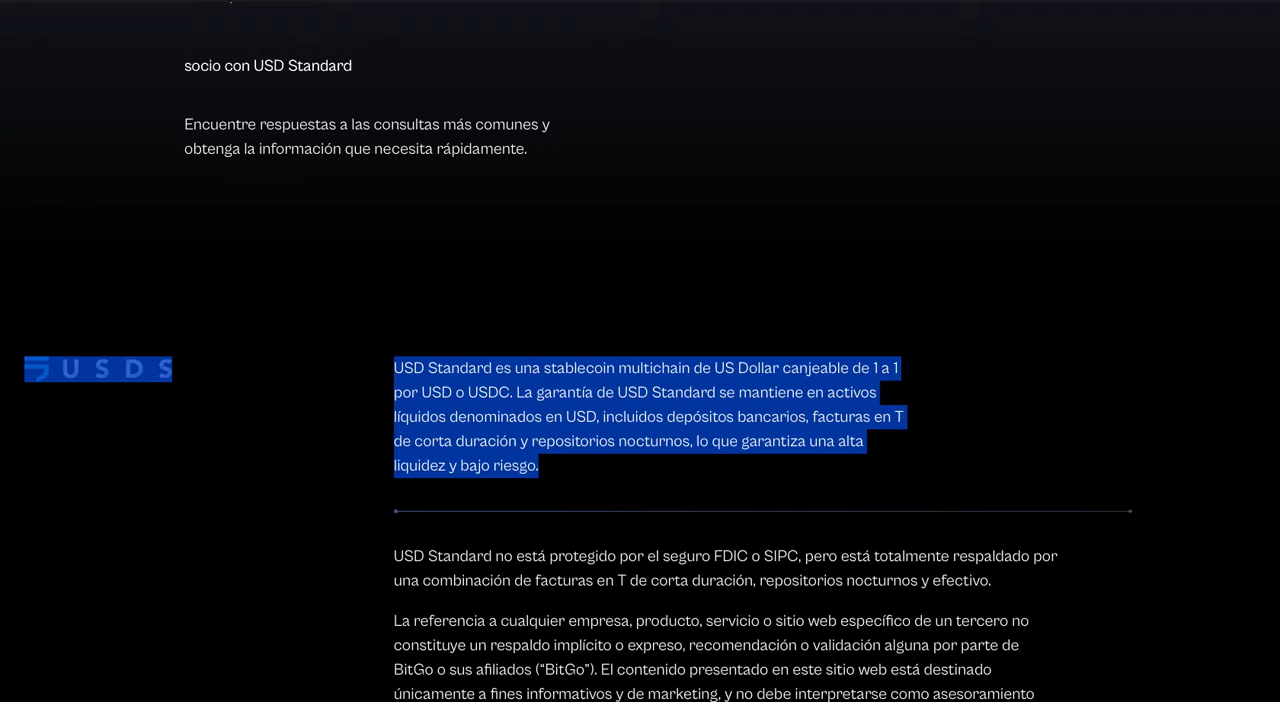 socio con USD Standard
Encuentre respuestas a las consultas más comunes y
obtenga la información que necesita rápidamente.
USDS
USD Standard es una stablecoin multichain de US Dollar canjeable de 1 a 1
por USD o USDC. La garantía de USD Standard se mantiene en activos
líquidos denominados en USD, incluidos depósitos bancarios, facturas en T
de corta duración y repositorios nocturnos, lo que garantiza una alta
liquidez y bajo riesgo.
USD Standard no está protegido por el seguro FDIC o SIPC, pero está totalmente respaldado por
una combinación de facturas en T de corta duración, repositorios nocturnos y efectivo.
La referencia a cualquier empresa, producto, servicio o sitio web específico de un tercero no
constituye un respaldo implícito o expreso, recomendación o validación alguna por parte de
BitGo o sus afiliados (“BitGo”). El contenido presentado en este sitio web está destinado
únicamente a fines informativos y de marketing, y no debe interpretarse como asesoramiento